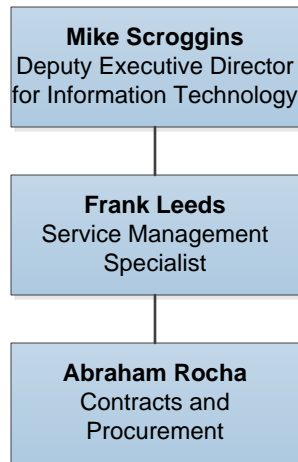 Mike Scroggins
Deputy Executive Director
for Information Technology
Frank Leeds
Service Management
Specialist
Abraham Rocha
Contracts and
Procurement